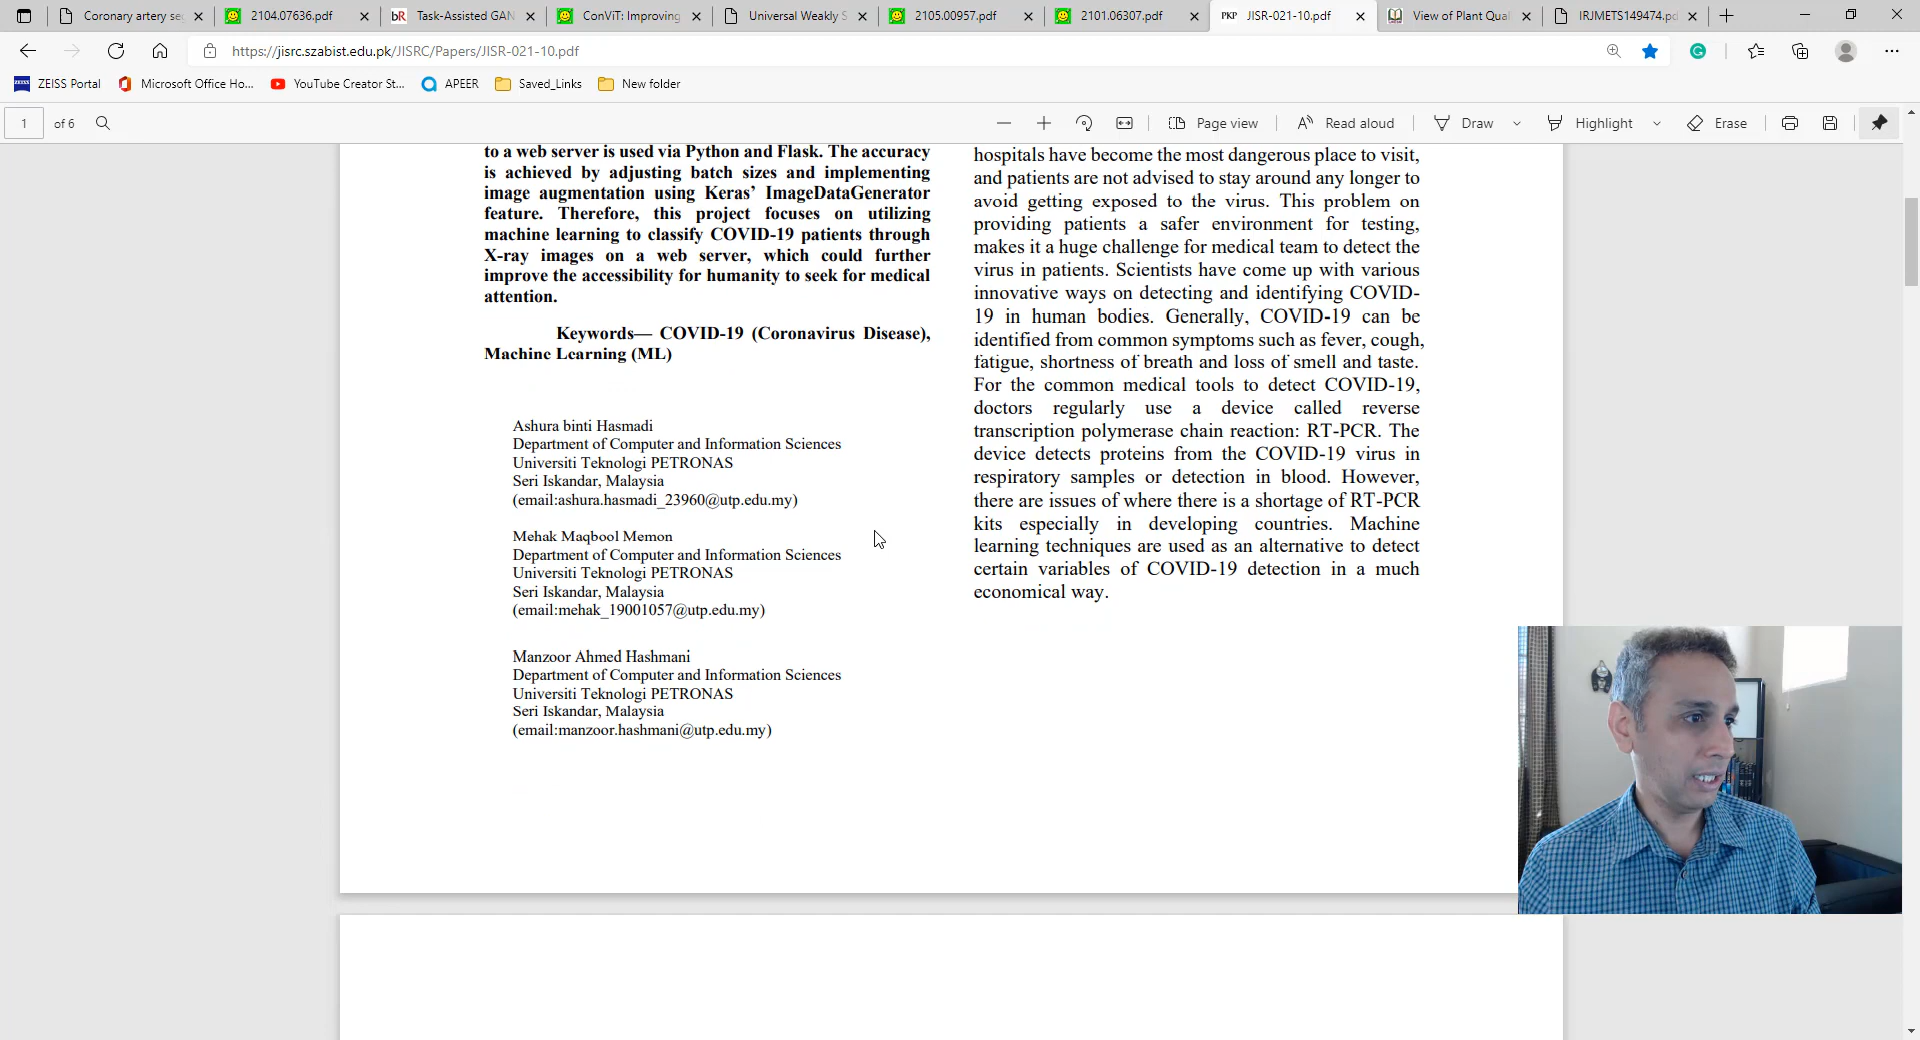 Coronary artery se
2104.07636.pdf
bR Task-Assisted GAN
ConViT: Improving
Universal Weakly S
2105.00957.pdf
2101.06307.pdf
PKP JISR-021-10.pdf
View of Plant Qual
IRJMETS149474.pd
https://jisrc.szabist.edu.pk/JISRC/Papers/JISR-021-10.pdf
ZEISS ZEISS Portal
Microsoft Office Ho...
YouTube Creator St...
APEER
Saved_Links
New folder
1 of 6
Page view
Read aloud
Draw
Highlight
Erase
to a web server is used via Python and Flask. The accuracy
is achieved by adjusting batch sizes and implementing
image augmentation using Keras’ ImageDataGenerator
feature. Therefore, this project focuses on utilizing
machine learning to classify COVID-19 patients through
X-ray images on a web server, which could further
improve the accessibility for humanity to seek for medical
attention.
Keywords— COVID-19 (Coronavirus Disease),
Machine Learning (ML)
Ashura binti Hasmadi
Department of Computer and Information Sciences
Universiti Teknologi PETRONAS
Seri Iskandar, Malaysia
(email:ashura.hasmadi_23960@utp.edu.my)
Mehak Maqbool Memon
Department of Computer and Information Sciences
Universiti Teknologi PETRONAS
Seri Iskandar, Malaysia
(email:mehak_19001057@utp.edu.my)
Manzoor Ahmed Hashmani
Department of Computer and Information Sciences
Universiti Teknologi PETRONAS
Seri Iskandar, Malaysia
(email:manzoor.hashmani@utp.edu.my)
hospitals have become the most dangerous place to visit,
and patients are not advised to stay around any longer to
avoid getting exposed to the virus. This problem on
providing patients a safer environment for testing,
makes it a huge challenge for medical team to detect the
virus in patients. Scientists have come up with various
innovative ways on detecting and identifying COVID-
19 in human bodies. Generally, COVID-19 can be
identified from common symptoms such as fever, cough,
fatigue, shortness of breath and loss of smell and taste.
For the common medical tools to detect COVID-19,
doctors regularly use a device called reverse
transcription polymerase chain reaction: RT-PCR. The
device detects proteins from the COVID-19 virus in
respiratory samples or detection in blood. However,
there are issues of where there is a shortage of RT-PCR
kits especially in developing countries. Machine
learning techniques are used as an alternative to detect
certain variables of COVID-19 detection in a much
economical way.